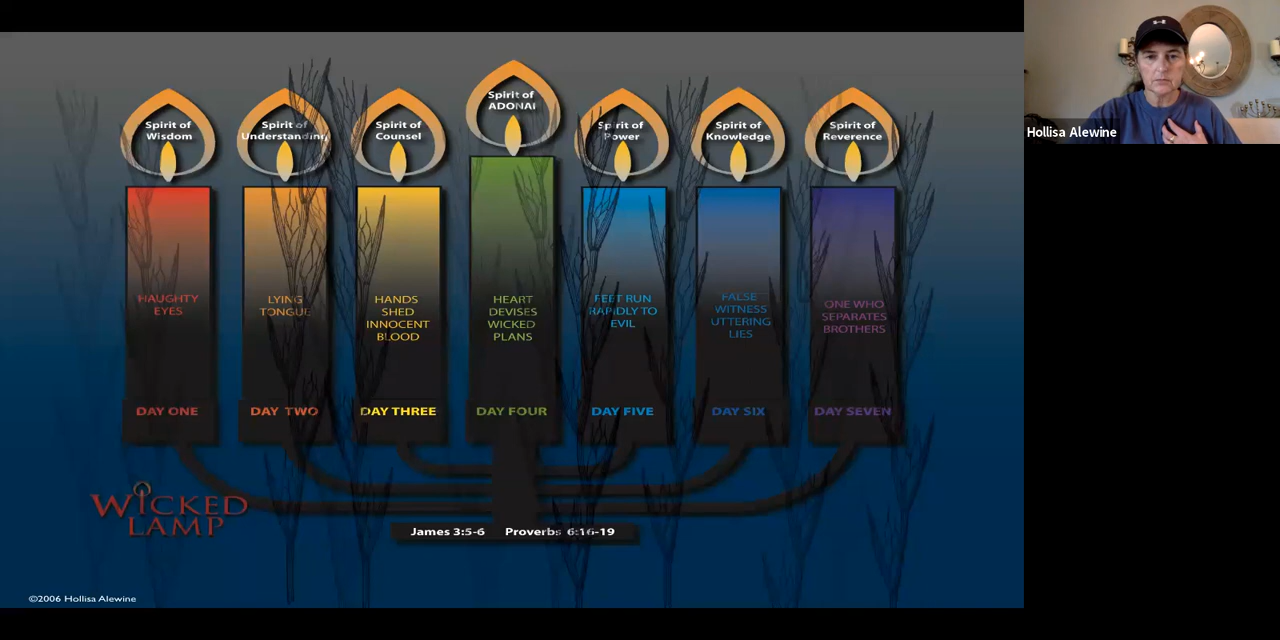 Spirit of
Wisdom
Spirit of
Understanding
Spirit of
Counsel
Spirit of
ADONAI
Spirit of
Power
Spirit of
Knowledge
Spirit of
Reverence
HAUGHTY
EYES
LYING
TONGUE
HANDS
SHED
INNOCENT
BLOOD
HEART
DEVISES
WICKED
PLANS
FEET RUN
RAPIDLY TO
EVIL
FALSE
WITNESS
UTTERING
LIES
ONE WHO
SEPARATES
BROTHERS
DAY ONE
DAY TWO
DAY THREE
DAY FOUR
DAY FIVE
DAY SIX
DAY SEVEN
WICKED
LAMP
James 3:5-6 Proverbs 6:16-19
©2006 Hollisa Alewine
Hollisa Alewine